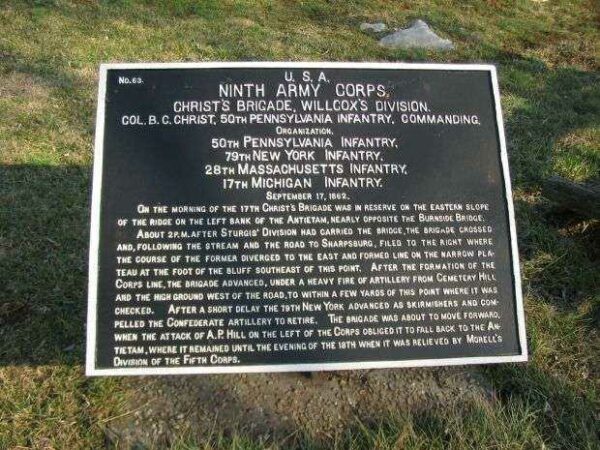 No. 63.
U. S. A.
NINTH ARMY CORPS,
CHRIST'S BRIGADE, WILLCOX'S DIVISION.
COL. B. C. CHRIST, 50TH PENNSYLVANIA INFANTRY, COMMANDING.
ORGANIZATION.
50TH PENNSYLVANIA INFANTRY,
79TH NEW YORK INFANTRY,
28TH MASSACHUSETTS INFANTRY,
17TH MICHIGAN INFANTRY.
SEPTEMBER 17, 1862.
ON THE MORNING OF THE 17TH CHRIST'S BRIGADE WAS IN RESERVE ON THE EASTERN SLOPE
OF THE RIDGE ON THE LEFT BANK OF THE ANTIETAM, NEARLY OPPOSITE THE BURNSIDE BRIDGE.
ABOUT 2 P.M. AFTER STURGIS' DIVISION HAD CARRIED THE BRIDGE, THE BRIGADE CROSSED
AND, FOLLOWING THE STREAM AND THE ROAD TO SHARPSBURG, FILED TO THE RIGHT WHERE
THE COURSE OF THE FORMER DIVERGED TO THE EAST AND FORMED LINE ON THE NARROW PLA-
TEAU AT THE FOOT OF THE BLUFF SOUTHEAST OF THIS POINT. AFTER THE FORMATION OF THE
CORPS LINE, THE BRIGADE ADVANCED, UNDER A HEAVY FIRE OF ARTILLERY FROM CEMETERY HILL
AND THE HIGH GROUND WEST OF THE ROAD, TO WITHIN A FEW YARDS OF THIS POINT WHERE IT WAS
CHECKED. AFTER A SHORT DELAY THE 79TH NEW YORK ADVANCED AS SKIRMISHERS AND COM-
PELLED THE CONFEDERATE ARTILLERY TO RETIRE. THE BRIGADE WAS ABOUT TO MOVE FORWARD,
WHEN THE ATTACK OF A. P. HILL ON THE LEFT OF THE CORPS OBLIGED IT TO FALL BACK TO THE AN-
TIETAM, WHERE IT REMAINED UNTIL THE EVENING OF THE 18TH WHEN IT WAS RELIEVED BY MORELL'S
DIVISION OF THE FIFTH CORPS.